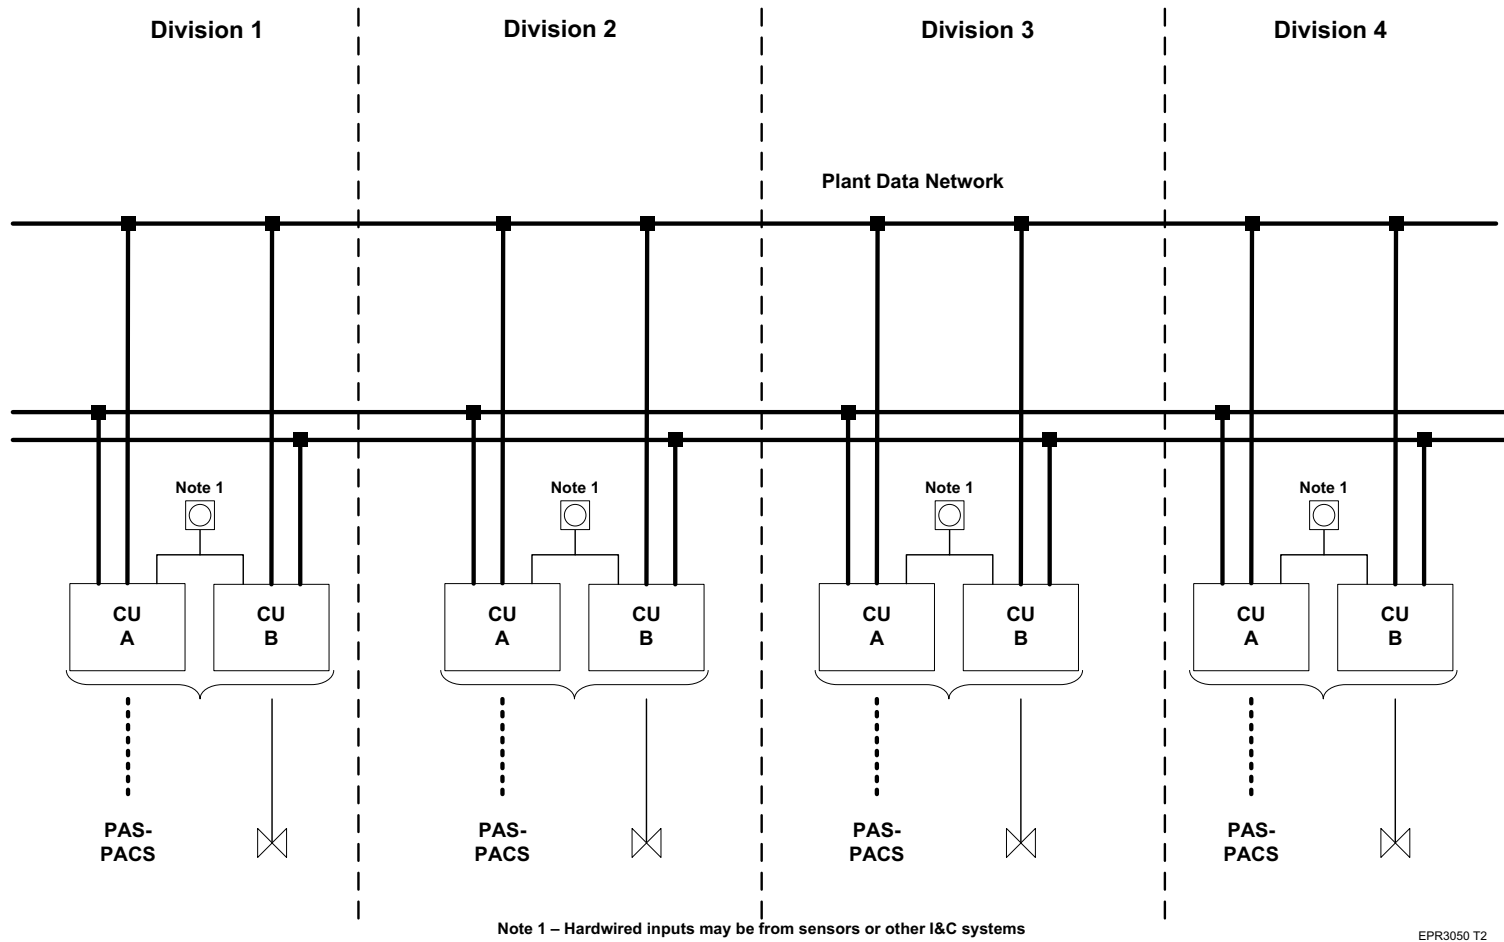 Division 1
Division 2
Division 3
Division 4
Plant Data Network
Note 1
Note 1
Note 1
Note 1
CU
A
CU
B
CU
A
CU
B
CU
A
CU
B
CU
A
CU
B
PAS-
PACS
PAS-
PACS
PAS-
PACS
PAS-
PACS
Note 1 – Hardwired inputs may be from sensors or other I&C systems
EPR3050 T2